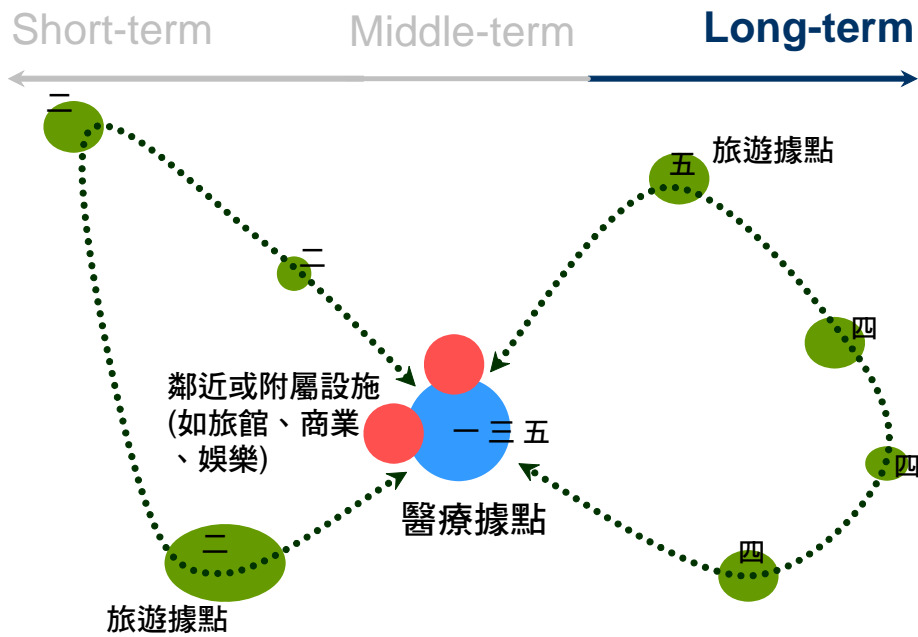 Short-term Middle-term Long-term
二
五 旅遊據點
二
四
鄰近或附屬設施
(如旅館、商業
、娛樂)
一 三 五
四
醫療據點
二
四
旅遊據點